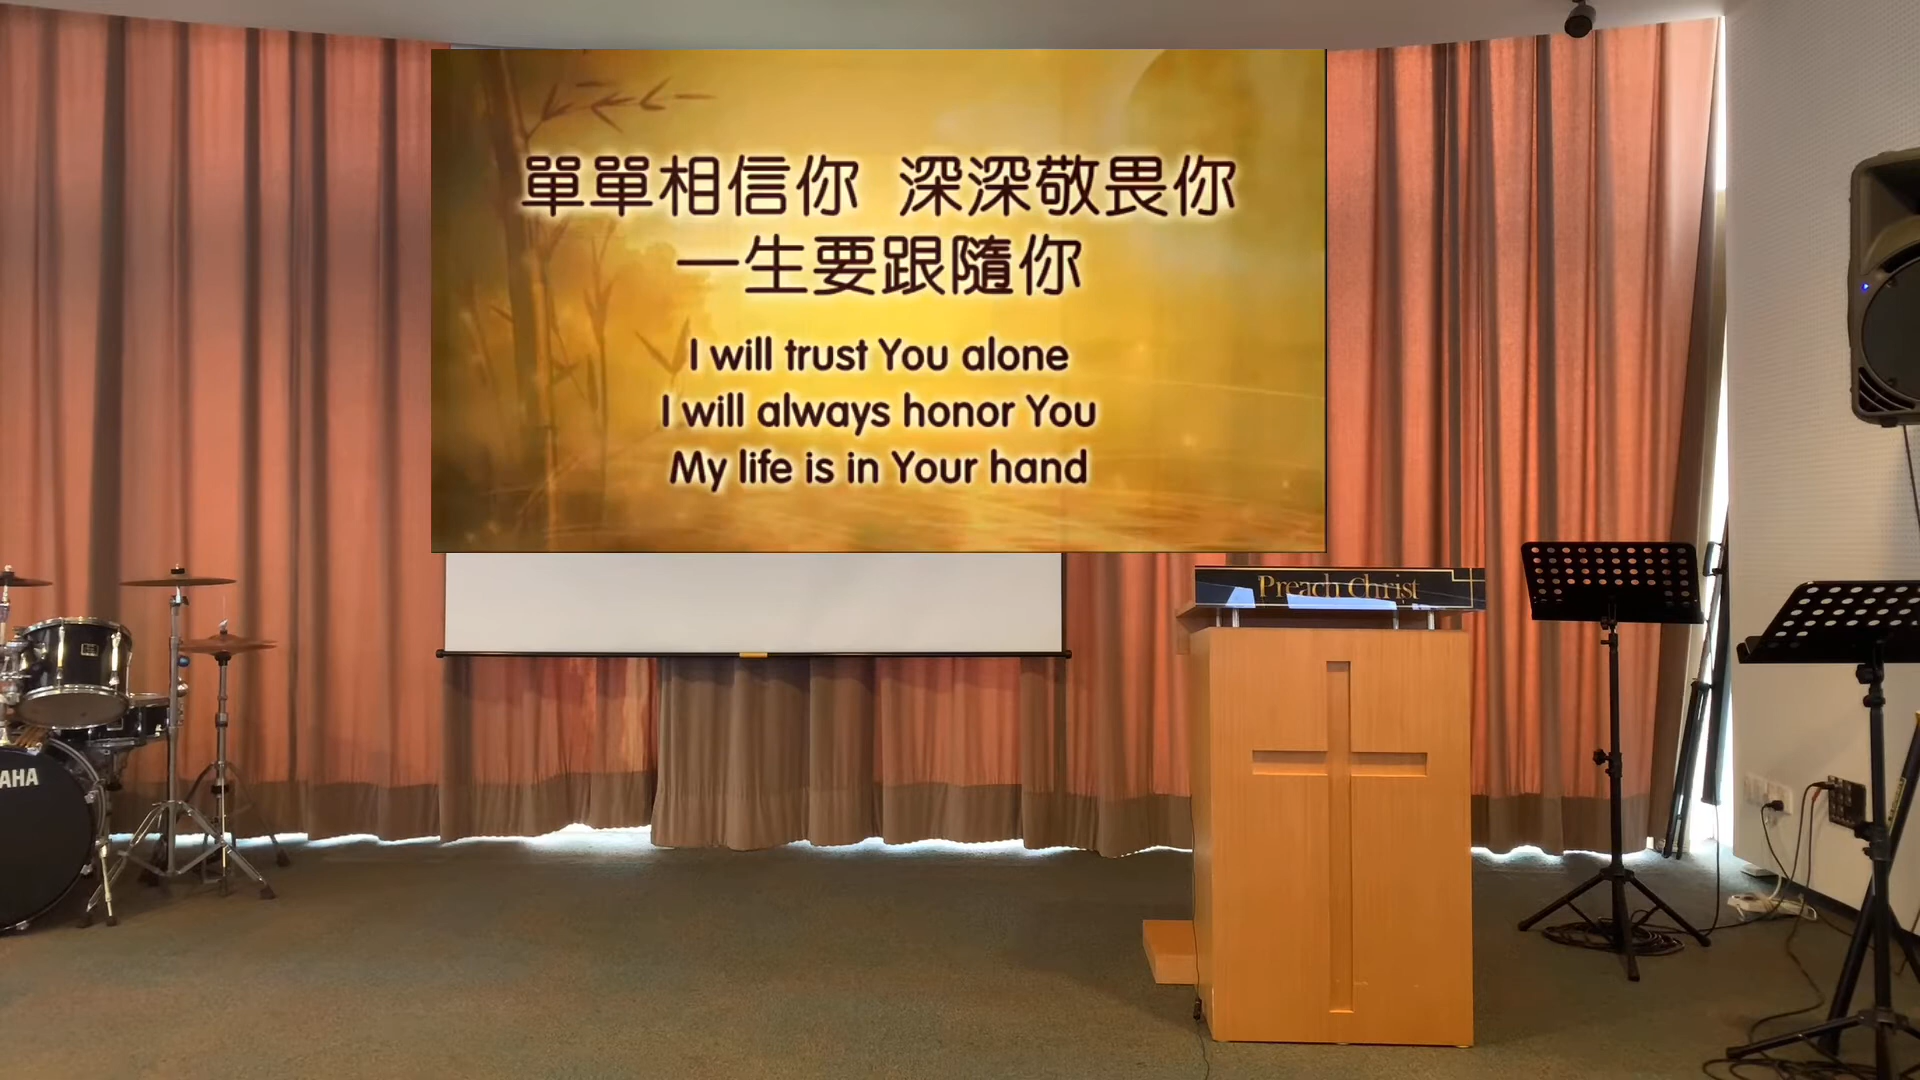 單單相信你 深深敬畏你
一生要跟隨你
I will trust You alone
I will always honor You
My life is in Your hand
Preach Christ
AHA